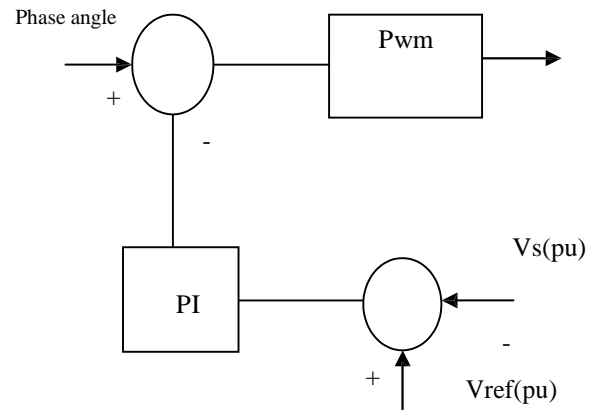 Phase angle
Pwm
+
-
Vs(pu)
PI
-
+
Vref(pu)